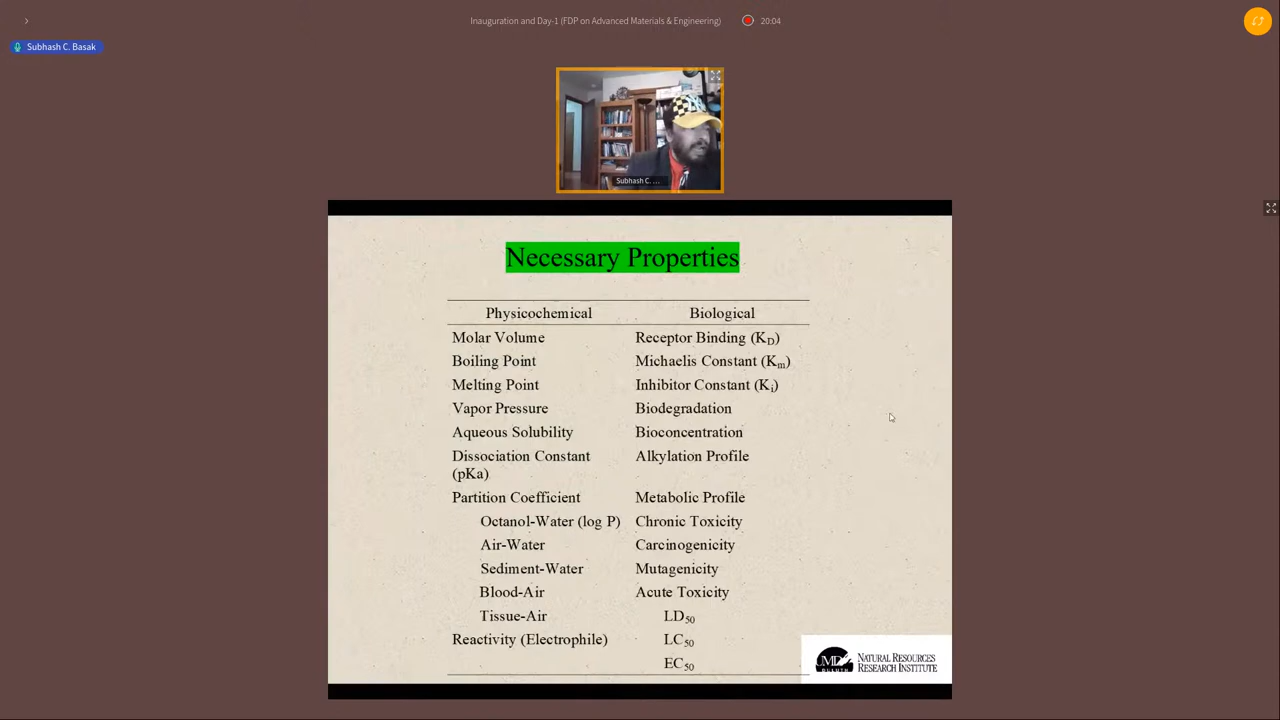 Inauguration and Day-1 (FDP on Advanced Materials & Engineering) 20:04
Subhash C. Basak
Subhash C. ...
Necessary Properties
Physicochemical Biological
Molar Volume Receptor Binding (KD)
Boiling Point Michaelis Constant (Km)
Melting Point Inhibitor Constant (Ki)
Vapor Pressure Biodegradation
Aqueous Solubility Bioconcentration
Dissociation Constant Alkylation Profile
(pKa)
Partition Coefficient Metabolic Profile
Octanol-Water (log P) Chronic Toxicity
Air-Water Carcinogenicity
Sediment-Water Mutagenicity
Blood-Air Acute Toxicity
Tissue-Air LD50
Reactivity (Electrophile) LC50
EC50
NATURAL RESOURCES
RESEARCH INSTITUTE